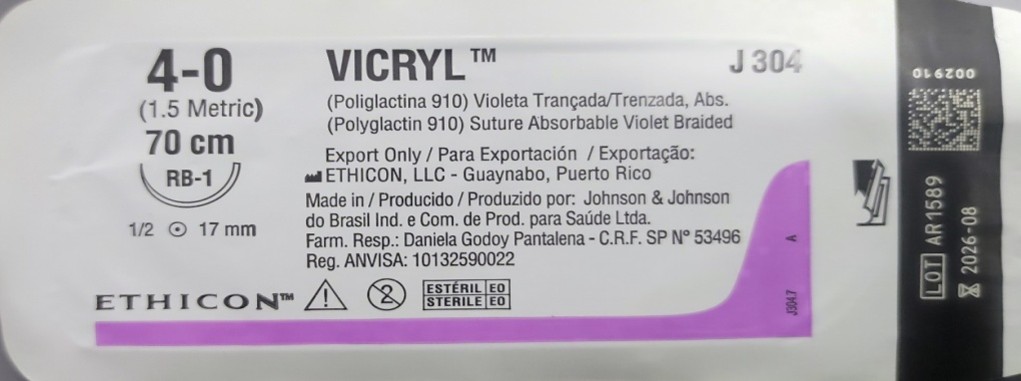 4-0
(1.5 Metric)
70 cm
RB-1
1/2 17 mm
VICRYL™
J 304
(Poliglactina 910) Violeta Trançada/Trenzada, Abs.
(Polyglactin 910) Suture Absorbable Violet Braided
Export Only / Para Exportación / Exportação:
ETHICON, LLC - Guaynabo, Puerto Rico
Made in / Producido / Produzido por: Johnson & Johnson
do Brasil Ind. e Com. de Prod. para Saúde Ltda.
Farm. Resp.: Daniela Godoy Pantalena - C.R.F. SP Nº 53496
Reg. ANVISA: 10132590022
ETHICON™
2
ESTÉRIL EO
STERILE EO
A
J304.7
002910
LOT AR1589
2026-08